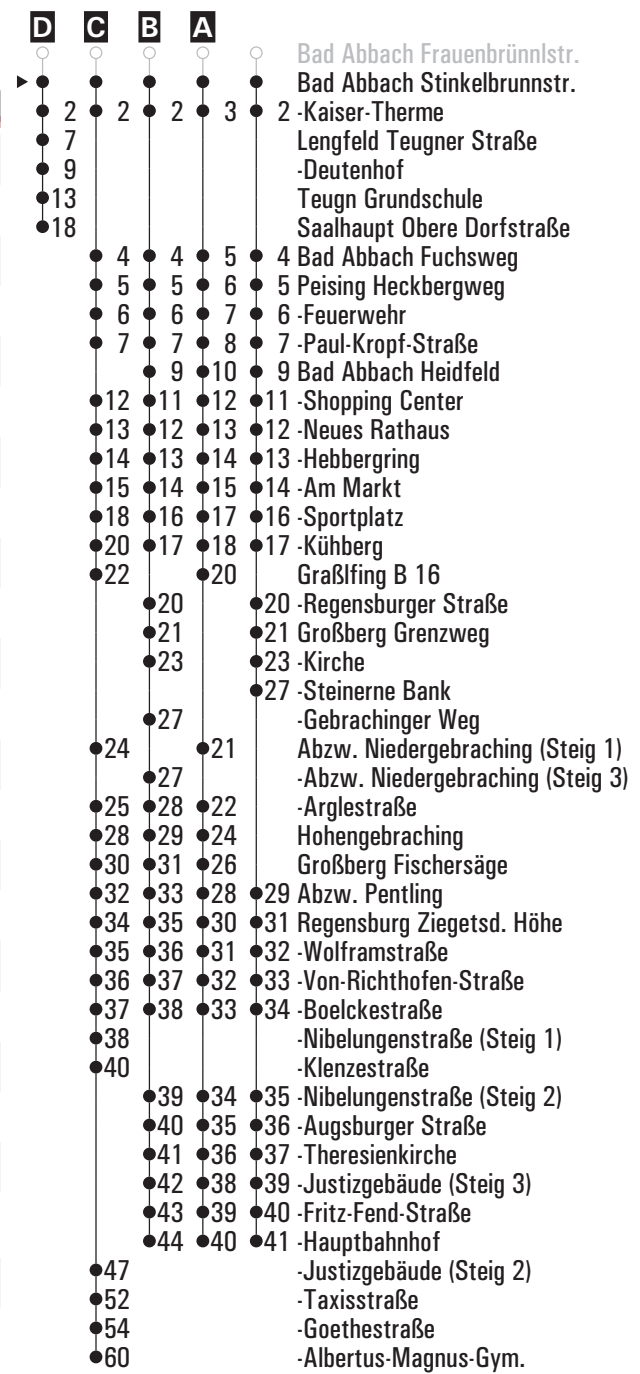 D C B A
Bad Abbach Frauenbrünnlstr.
Bad Abbach Stinkelbrunnstr.
2 2 2 3 2 -Kaiser-Therme
7 Lengfeld Teugner Straße
9 -Deutenhof
13 Teugn Grundschule
18 Saalhaupt Obere Dorfstraße
4 4 5 4 Bad Abbach Fuchsweg
5 5 6 5 Peising Heckbergweg
6 6 7 6 -Feuerwehr
7 7 8 7 -Paul-Kropf-Straße
9 10 9 Bad Abbach Heidfeld
12 11 12 11 -Shopping Center
13 12 13 12 -Neues Rathaus
14 13 14 13 -Hebbergring
15 14 15 14 -Am Markt
18 16 17 16 -Sportplatz
20 17 18 17 -Kühberg
22 20 Graßlfing B 16
20 20 -Regensburger Straße
21 21 Großberg Grenzweg
23 23 -Kirche
27 -Steinerne Bank
27 -Gebrachinger Weg
24 21 Abzw. Niedergebraching (Steig 1)
27 -Abzw. Niedergebraching (Steig 3)
25 28 22 -Arglestraße
28 29 24 Hohengebraching
30 31 26 Großberg Fischersäge
32 33 28 29 Abzw. Pentling
34 35 30 31 Regensburg Ziegetsd. Höhe
35 36 31 32 -Wolframstraße
36 37 32 33 -Von-Richthofen-Straße
37 38 33 34 -Boelckestraße
38 -Nibelungenstraße (Steig 1)
40 -Klenzestraße
39 34 35 -Nibelungenstraße (Steig 2)
40 35 36 -Augsburger Straße
41 36 37 -Theresienkirche
42 38 39 -Justizgebäude (Steig 3)
43 39 40 -Fritz-Fend-Straße
44 40 41 -Hauptbahnhof
47 -Justizgebäude (Steig 2)
52 -Taxisstraße
54 -Goethestraße
60 -Albertus-Magnus-Gym.